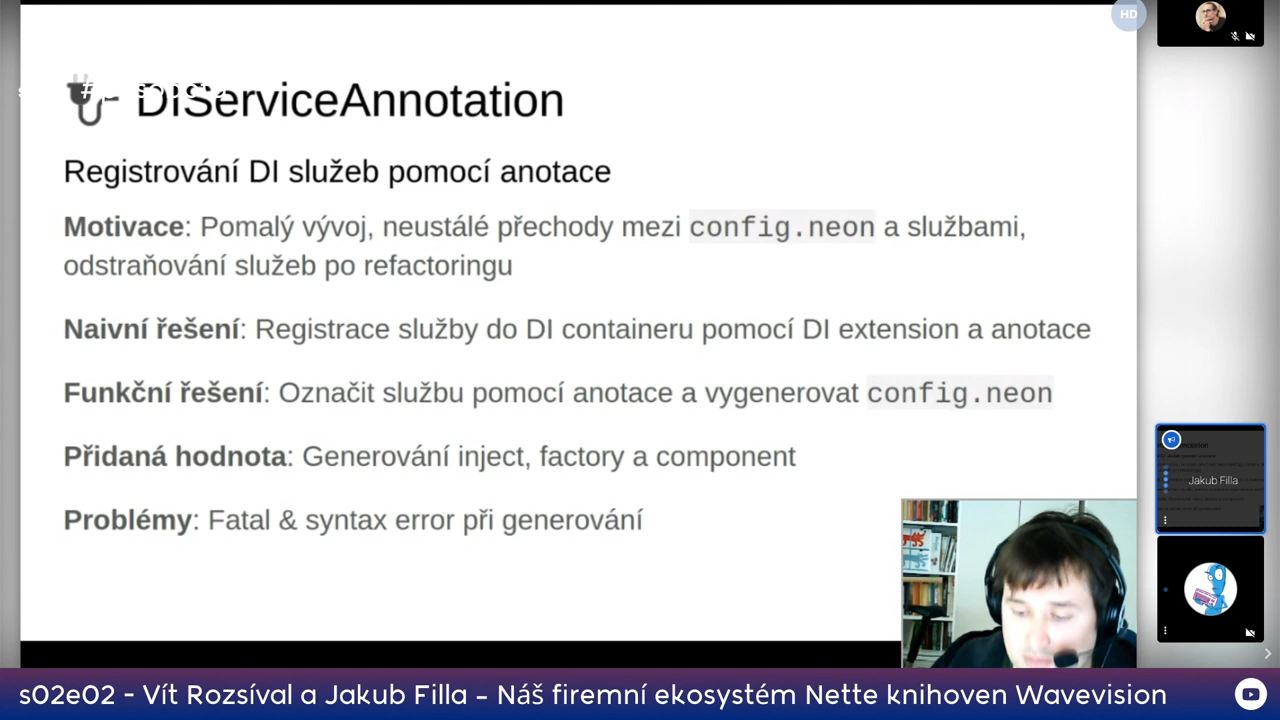 HD
DIServiceAnnotation
Registrování DI služeb pomocí anotace
Motivace: Pomalý vývoj, neustálé přechody mezi config.neon a službami,
odstraňování služeb po refactoringu
Naivní řešení: Registrace služby do DI containeru pomocí DI extension a anotace
Funkční řešení: Označit službu pomocí anotace a vygenerovat config.neon
Přidaná hodnota: Generování inject, factory a component
Problémy: Fatal & syntax error při generování
Jakub Filla
s02e02 - Vít Rozsíval a Jakub Filla – Náš firemní ekosystém Nette knihoven Wavevision